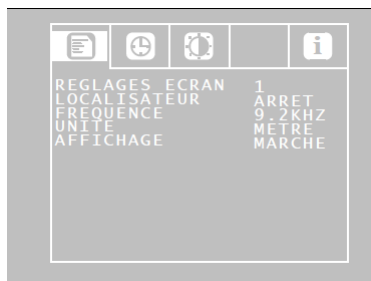 i
REGLAGES ECRAN 1
LOCALISATEUR ARRET
FREQUENCE 9.2KHZ
UNITE METRE
AFFICHAGE MARCHE